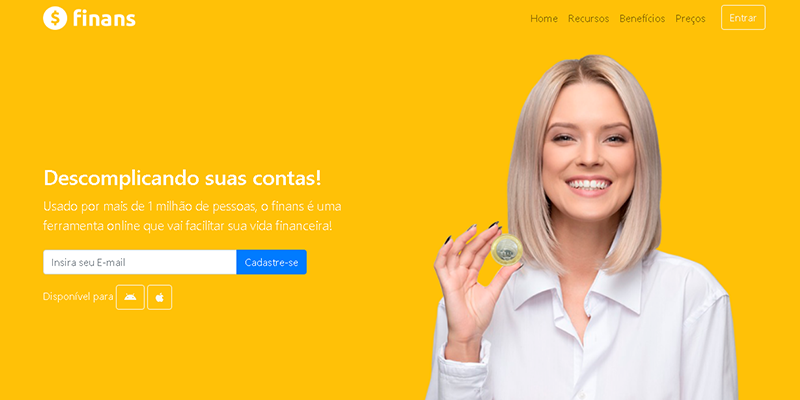 finans
Home Recursos Benefícios Preços Entrar
Descomplicando suas contas!
Usado por mais de 1 milhão de pessoas, o finans é uma
ferramenta online que vai facilitar sua vida financeira!
Insira seu E-mail Cadastre-se
Disponível para